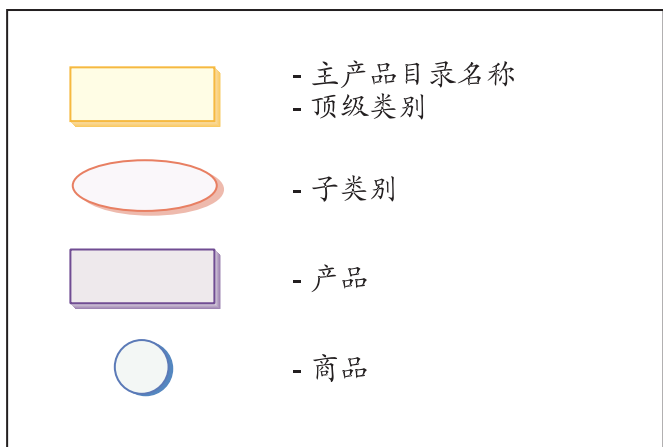 - 主产品目录名称
- 顶级类别
- 子类别
- 产品
- 商品